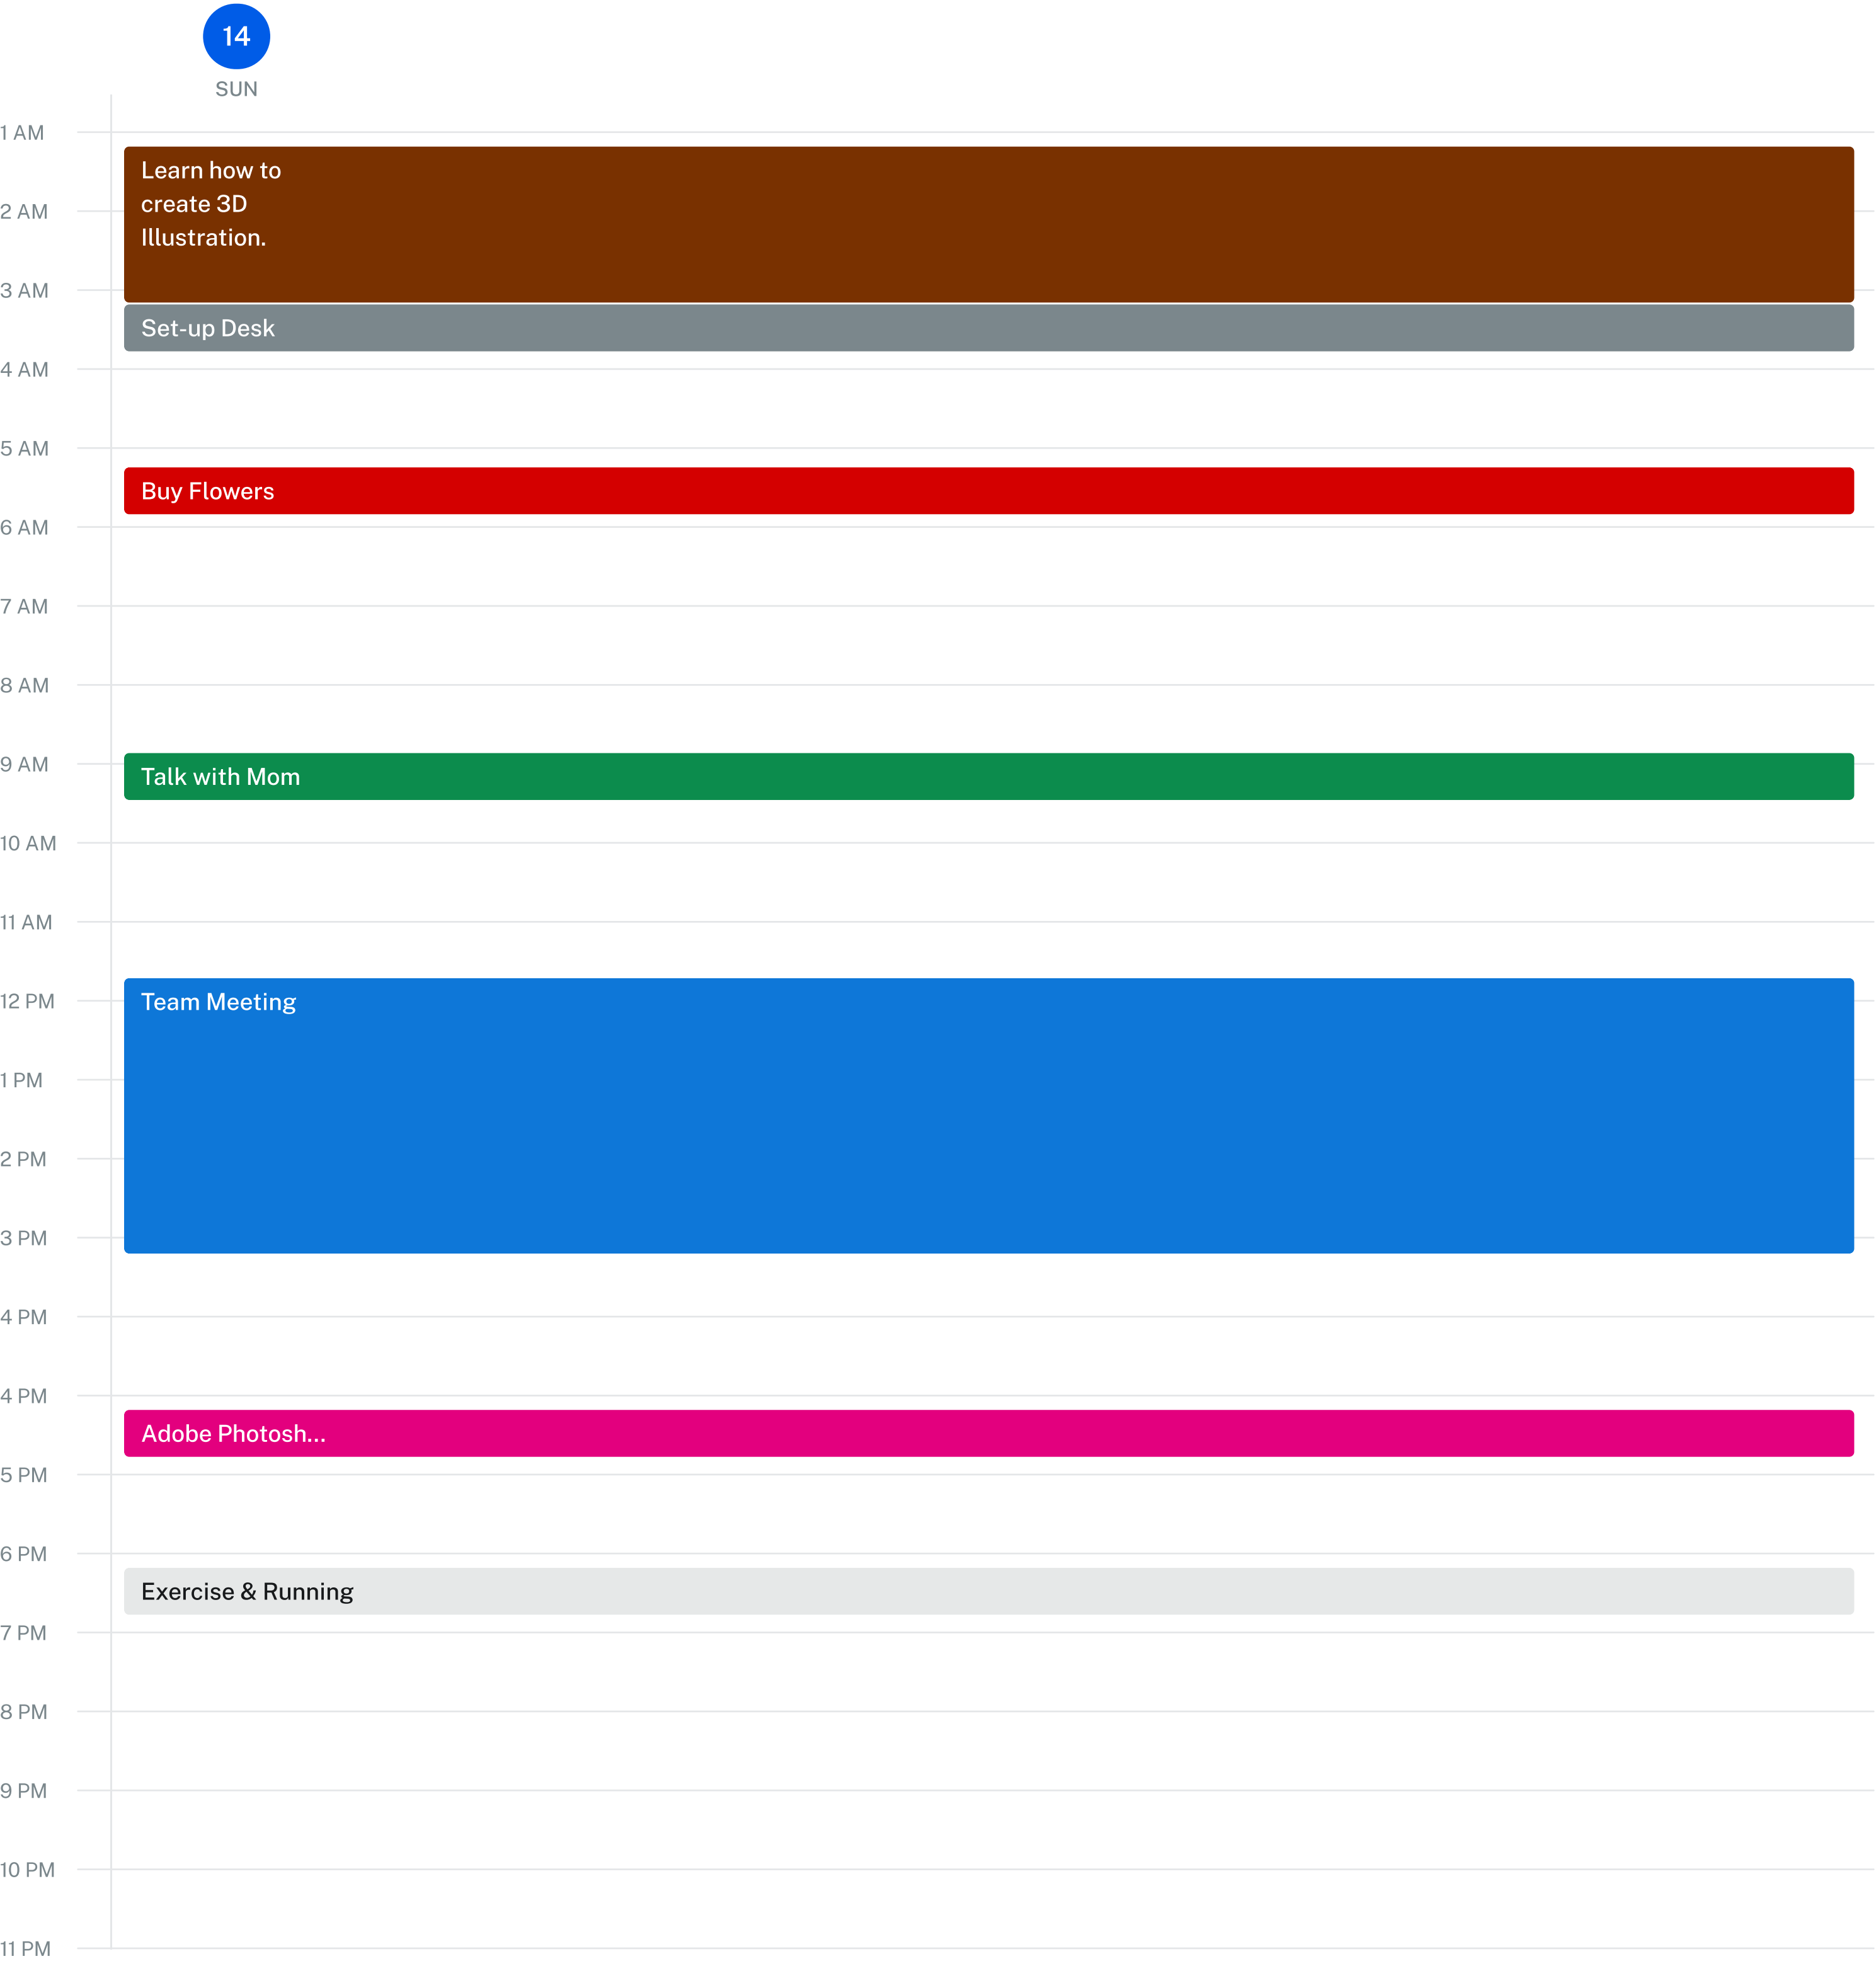 14
SUN
1 AM
Learn how to
create 3D
2 AM
Illustration.
3 AM
Set-up Desk
4 AM
5 AM
Buy Flowers
6 AM
7 AM
8 AM
9 AM
Talk with Mom
10 AM
11 AM
12 PM
Team Meeting
1 PM
2 PM
3 PM
4 PM
4 PM
Adobe Photosh...
5 PM
6 PM
Exercise & Running
7 PM
8 PM
9 PM
10 PM
11 PM